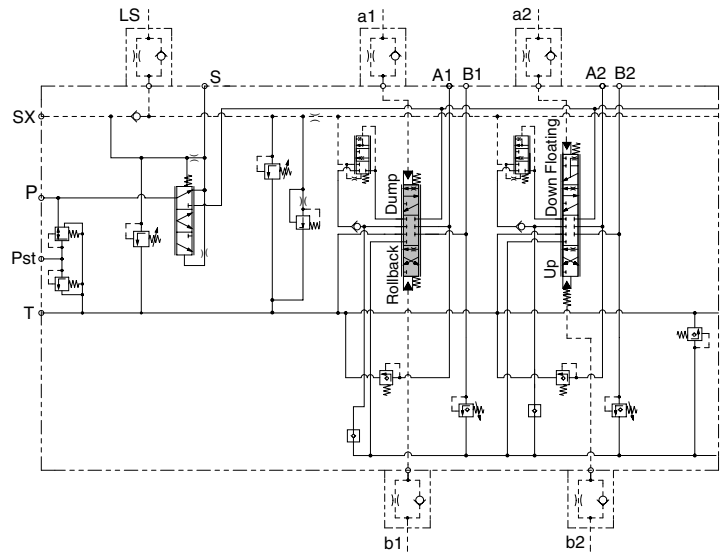 LS
a1
a2
S
A1
B1
A2
B2
SX
Dump
Down Floating
P
Pst
Rollback
Up
T
b1
b2